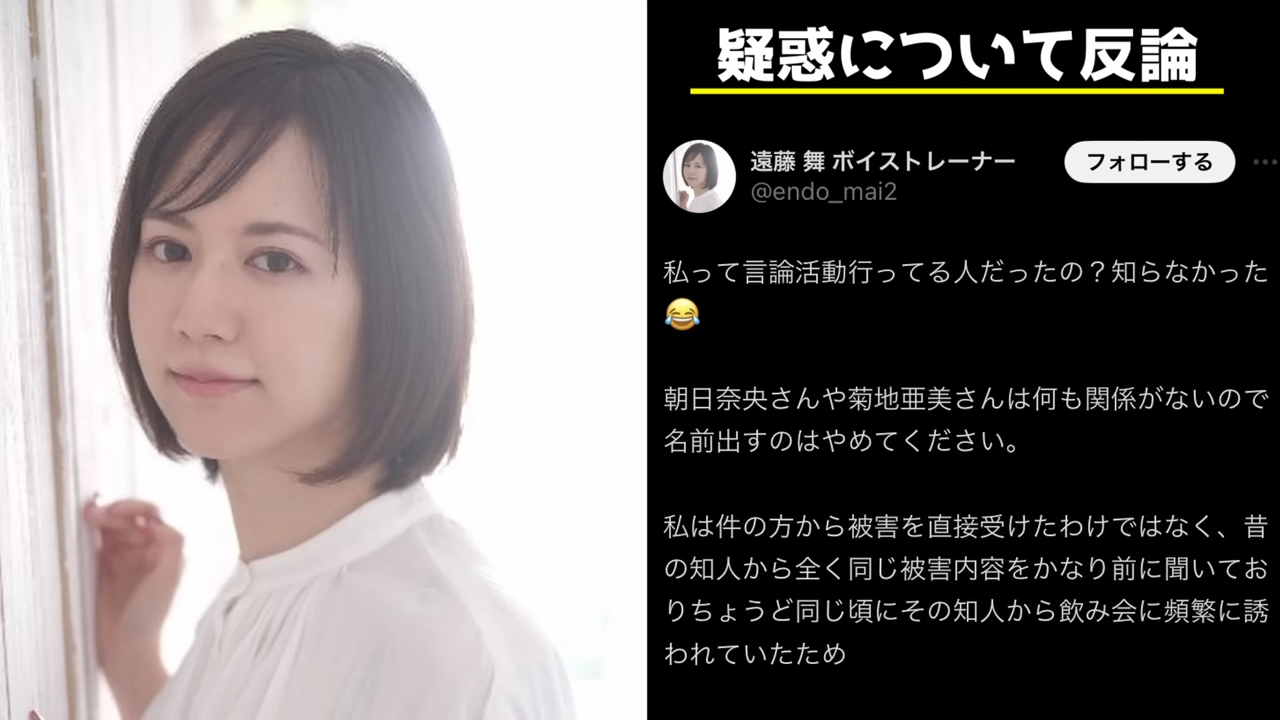 疑惑について反論
遠藤 舞 ボイストレーナー
フォローする
@endo_mai2
私って言論活動行ってる人だったの？知らなかった
😂
朝日奈央さんや菊地亜美さんは何も関係がないので
名前出すのはやめてください。
私は件の方から被害を直接受けたわけではなく、昔
の知人から全く同じ被害内容をかなり前に聞いてお
りちょうど同じ頃にその知人から飲み会に頻繁に誘
われていたため